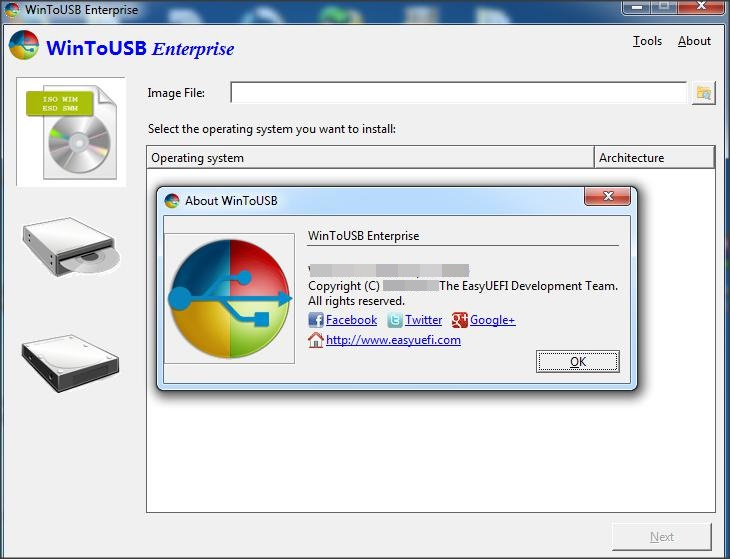 WinToUSB Enterprise
WinToUSB Enterprise
Tools About
ISO WIM
ESD SWM
Image File:
Select the operating system you want to install:
Operating system Architecture
About WinToUSB
WinToUSB Enterprise
Copyright (C) The EasyUEFI Development Team.
All rights reserved.
Facebook Twitter Google+
http://www.easyuefi.com
OK
Next